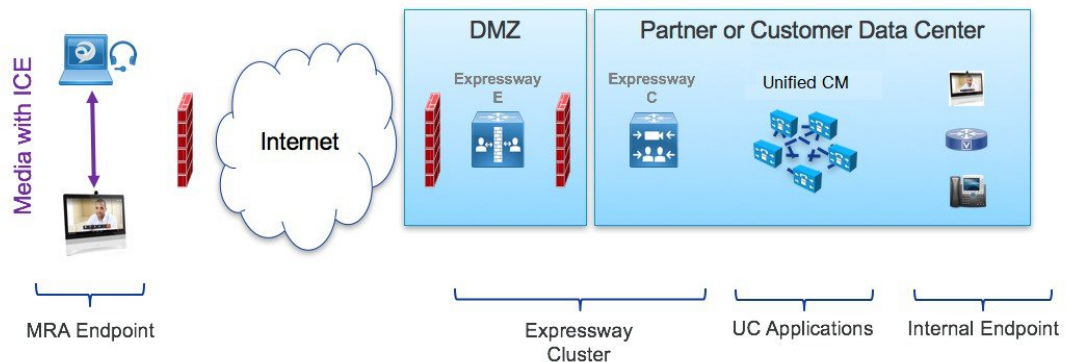 Media with ICE
Internet
DMZ
Expressway
E
Partner or Customer Data Center
Expressway
C
Unified CM
V
MRA Endpoint
Expressway
Cluster
UC Applications
Internal Endpoint